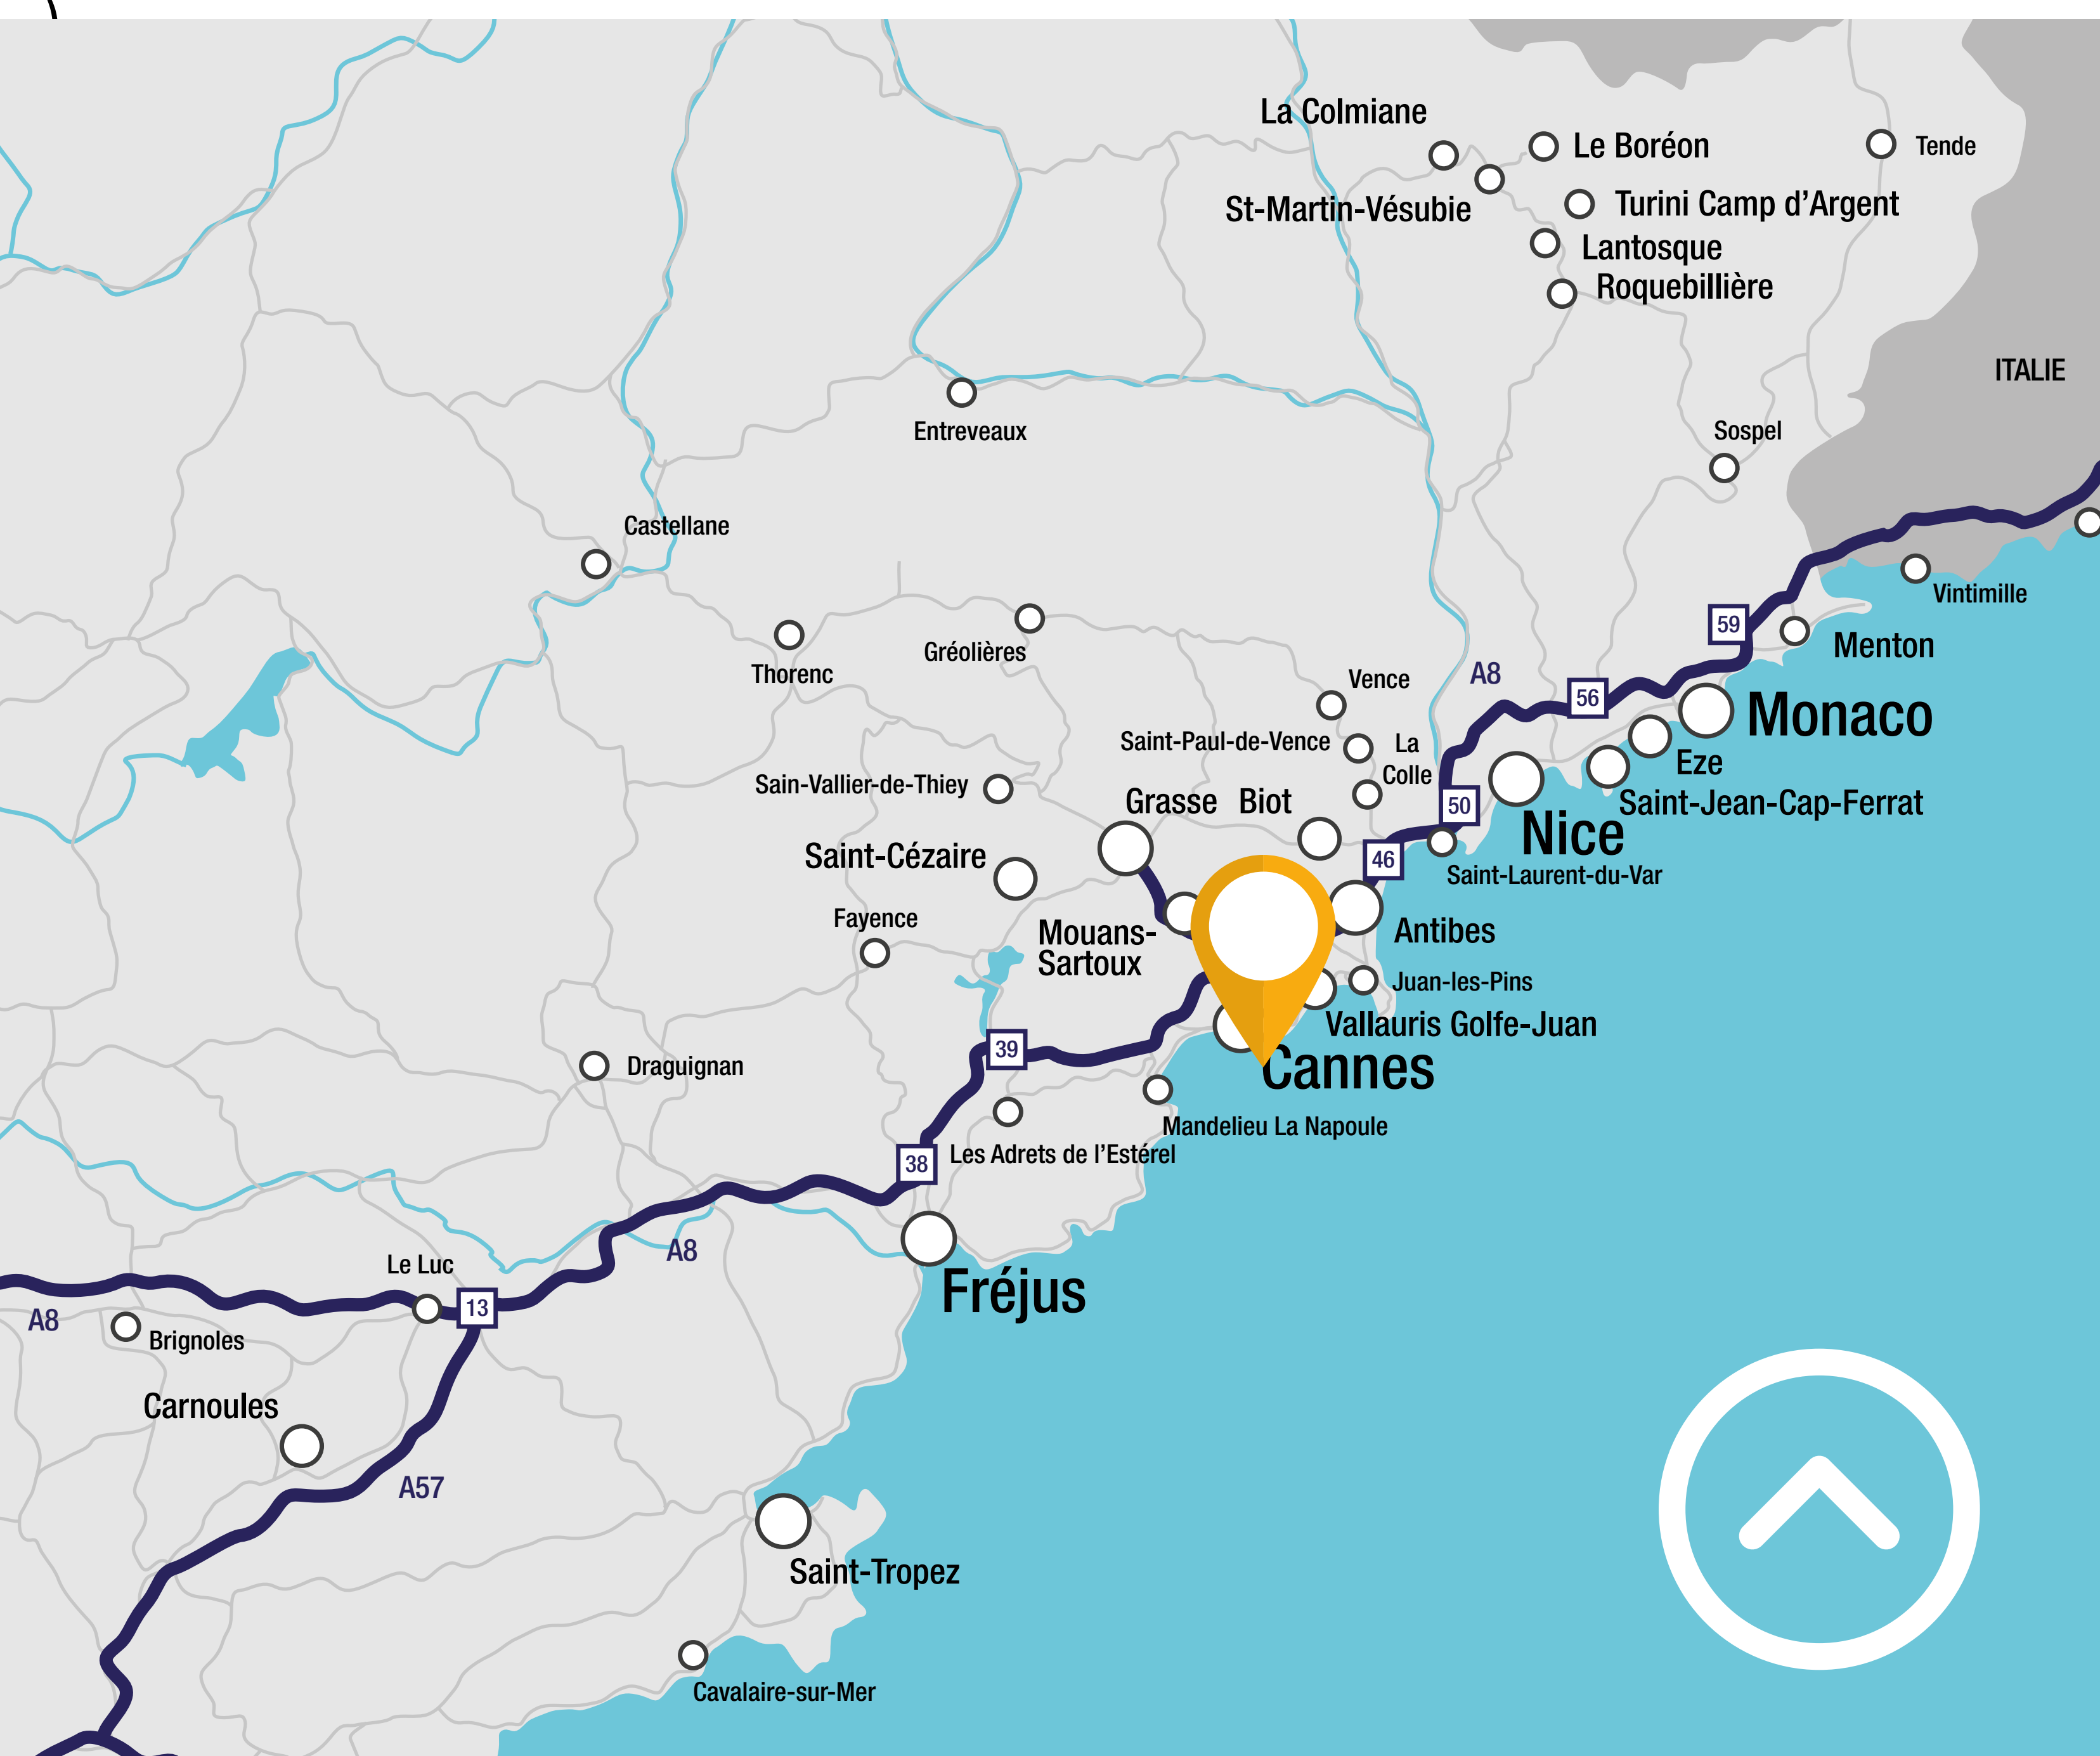 La Colmiane
Le Boréon
Tende
Turini Camp d’Argent
St-Martin-Vésubie
Lantosque
Roquebillière
ITALIE
Entreveaux
Sospel
Castellane
Vintimille
59
Gréolières
Menton
Thorenc
A8
Vence
56
Monaco
Saint-Paul-de-Vence
La
Colle
Eze
Sain-Vallier-de-Thiey
Grasse
Biot
50
Saint-Jean-Cap-Ferrat
Nice
Saint-Cézaire
46
Saint-Laurent-du-Var
Fayence
Mouans-
Sartoux
Antibes
Juan-les-Pins
Vallauris Golfe-Juan
39
Draguignan
Cannes
Mandelieu La Napoule
38
Les Adrets de l’Estérel
A8
Le Luc
Fréjus
13
A8
Brignoles
Carnoules
A57
Saint-Tropez
Cavalaire-sur-Mer